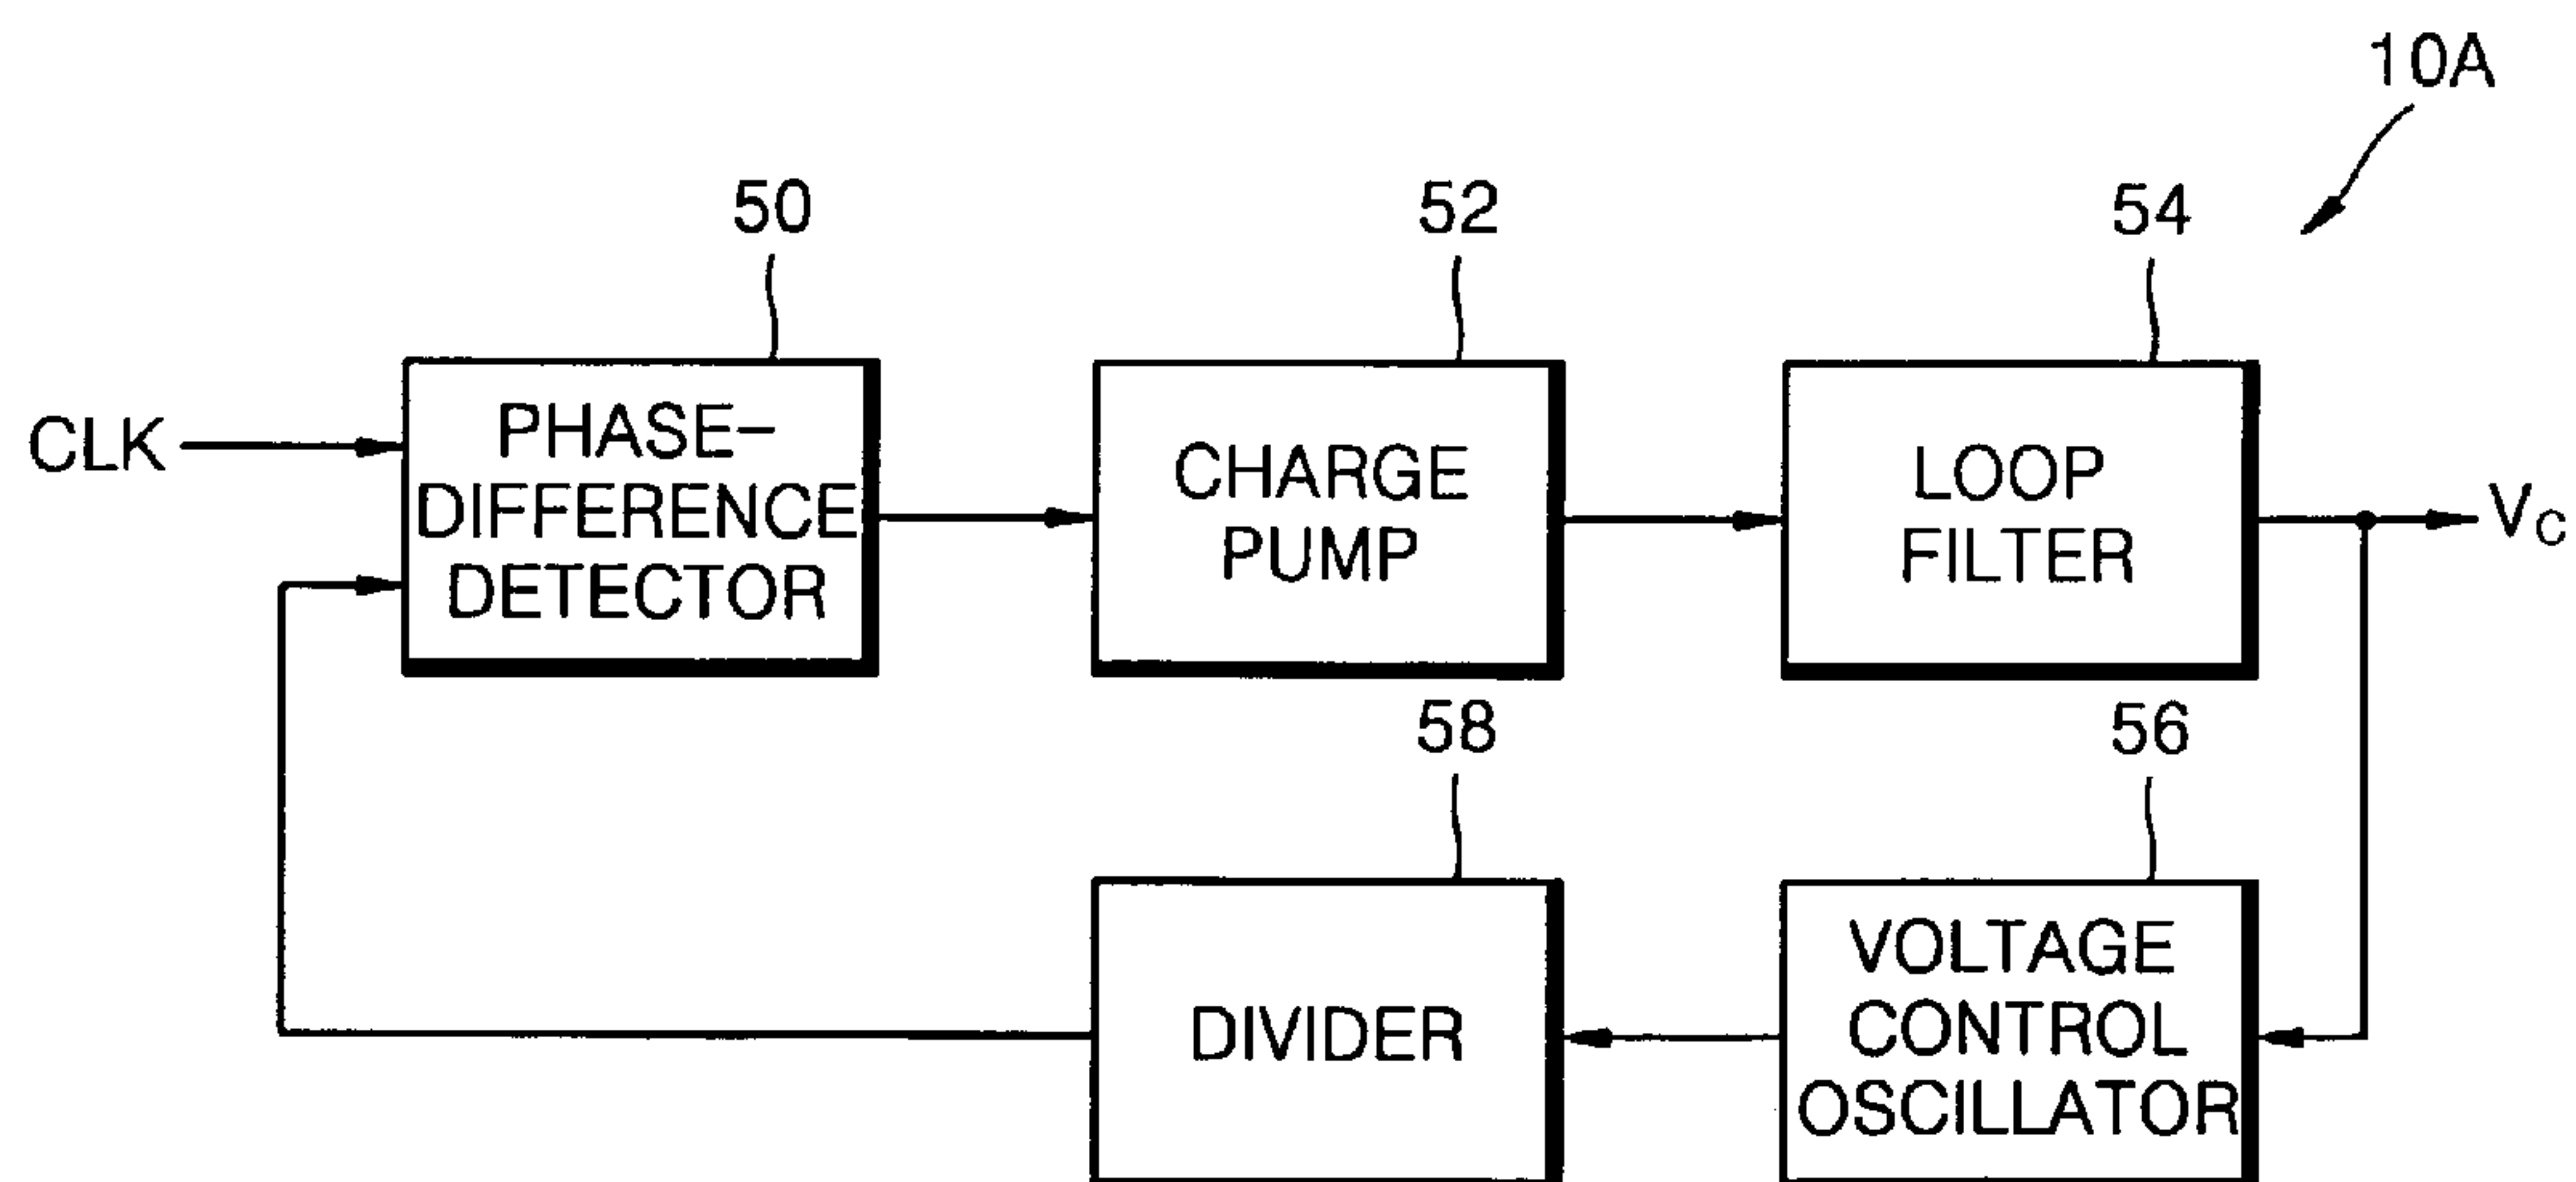 10A
50
52
54
CLK
PHASE-
DIFFERENCE
DETECTOR
CHARGE
PUMP
LOOP
FILTER
VC
58
56
DIVIDER
VOLTAGE
CONTROL
OSCILLATOR